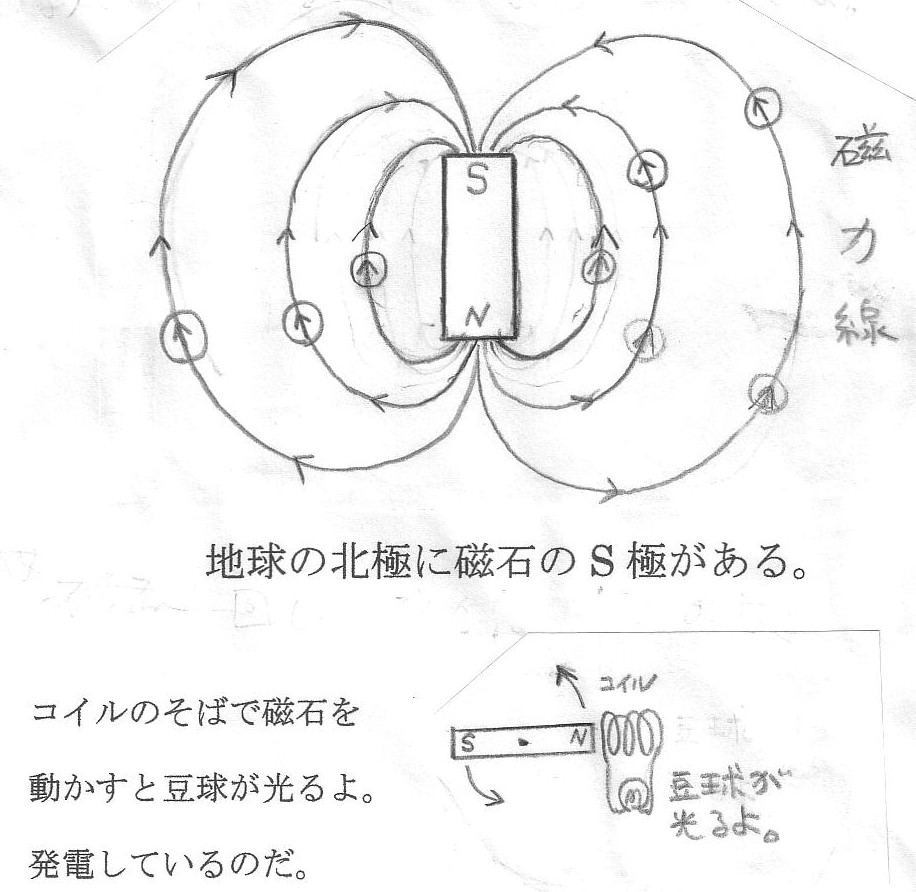 S
N
磁
力
線
地球の北極に磁石のS極がある。
コイルのそばで磁石を
動かすと豆球が光るよ。
発電しているのだ。
コイル
S
N
豆球が
光るよ。